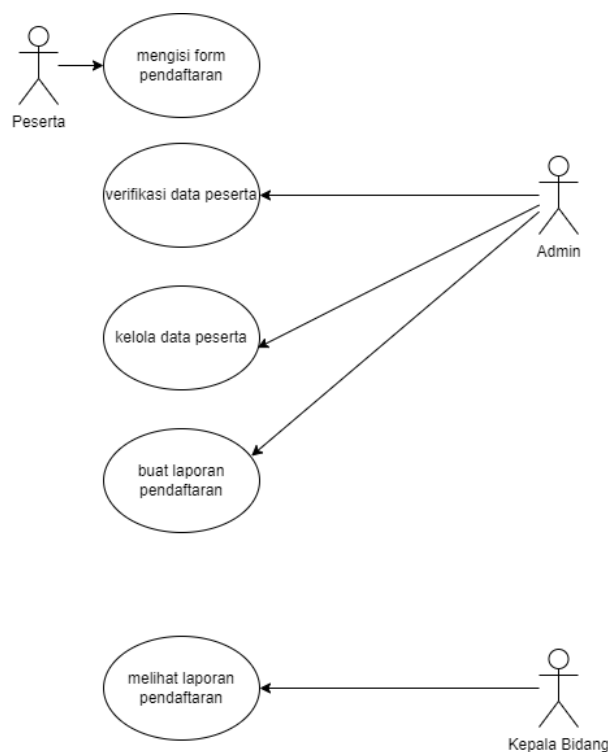 mengisi form
pendaftaran
Peserta
verifikasi data peserta
Admin
kelola data peserta
buat laporan
pendaftaran
melihat laporan
pendaftaran
Kepala Bidang